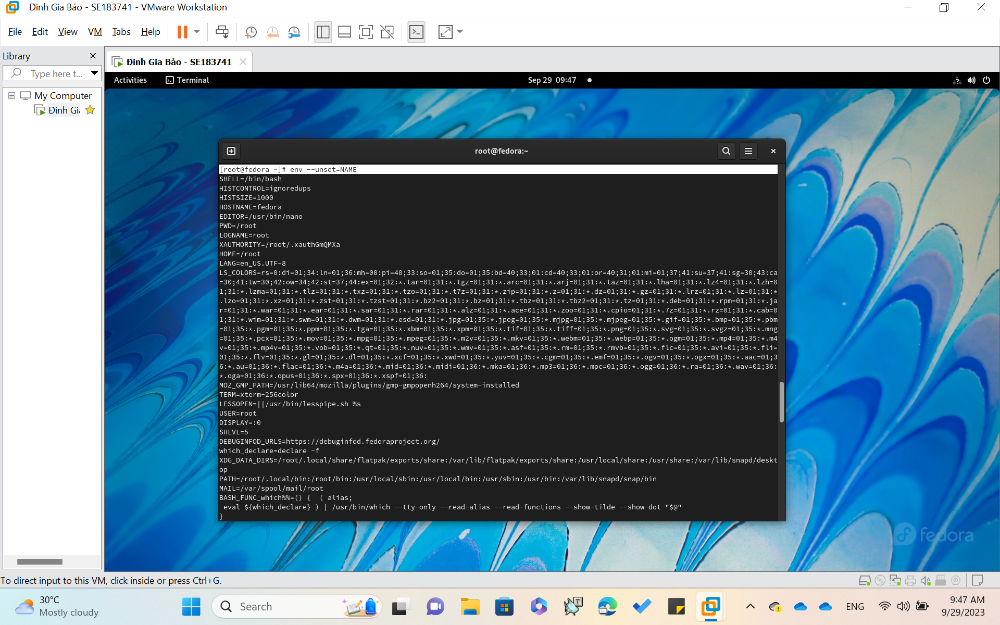 Đinh Gia Bảo - SE183741 - VMware Workstation
File Edit View VM Tabs Help
Library
Type here t...
My Computer
Đinh Gia
Đinh Gia Bảo - SE183741
Activities Terminal Sep 29 09:47
root@fedora:~
[root@fedora ~]# env --unset=NAME
SHELL=/bin/bash
HISTCONTROL=ignoredups
HISTSIZE=1000
HOSTNAME=fedora
EDITOR=/usr/bin/nano
PWD=/root
LOGNAME=root
XAUTHORITY=/root/.xauthGmQMXa
HOME=/root
LANG=en_US.UTF-8
LS_COLORS=rs=0:di=01;34:ln=01;36:mh=00:pi=40;33:so=01;35:do=01;35:bd=40;33;01:cd=40;33;01:or=40;31;01:mi=01;37;41:su=37;41:sg=30;43:ca
=30;41:tw=30;42:ow=34;42:st=37;44:ex=01;32:*.tar=01;31:*.tgz=01;31:*.arc=01;31:*.arj=01;31:*.taz=01;31:*.lha=01;31:*.lz4=01;31:*.lzh=0
1;31:*.lzma=01;31:*.tlz=01;31:*.txz=01;31:*.tzo=01;31:*.t7z=01;31:*.zip=01;31:*.z=01;31:*.dz=01;31:*.gz=01;31:*.lrz=01;31:*.lz=01;31:*
.lzo=01;31:*.xz=01;31:*.zst=01;31:*.tzst=01;31:*.bz2=01;31:*.bz=01;31:*.tbz=01;31:*.tbz2=01;31:*.tz=01;31:*.deb=01;31:*.rpm=01;31:*.ja
r=01;31:*.war=01;31:*.ear=01;31:*.sar=01;31:*.rar=01;31:*.alz=01;31:*.ace=01;31:*.zoo=01;31:*.cpio=01;31:*.7z=01;31:*.rz=01;31:*.cab=0
1;31:*.wim=01;31:*.swm=01;31:*.dwm=01;31:*.esd=01;31:*.jpg=01;35:*.jpeg=01;35:*.mjpg=01;35:*.mjpeg=01;35:*.gif=01;35:*.bmp=01;35:*.pbm
=01;35:*.pgm=01;35:*.ppm=01;35:*.tga=01;35:*.xbm=01;35:*.xpm=01;35:*.tif=01;35:*.tiff=01;35:*.png=01;35:*.svg=01;35:*.svgz=01;35:*.mng
=01;35:*.pcx=01;35:*.mov=01;35:*.mpg=01;35:*.mpeg=01;35:*.m2v=01;35:*.mkv=01;35:*.webm=01;35:*.webp=01;35:*.ogm=01;35:*.mp4=01;35:*.m4
v=01;35:*.mp4v=01;35:*.vob=01;35:*.qt=01;35:*.nuv=01;35:*.wmv=01;35:*.asf=01;35:*.rm=01;35:*.rmvb=01;35:*.flc=01;35:*.avi=01;35:*.fli=
01;35:*.flv=01;35:*.gl=01;35:*.dl=01;35:*.xcf=01;35:*.xwd=01;35:*.yuv=01;35:*.cgm=01;35:*.emf=01;35:*.ogv=01;35:*.ogx=01;35:*.aac=01;3
6:*.au=01;36:*.flac=01;36:*.m4a=01;36:*.mid=01;36:*.midi=01;36:*.mka=01;36:*.mp3=01;36:*.mpc=01;36:*.ogg=01;36:*.ra=01;36:*.wav=01;36:
*.oga=01;36:*.opus=01;36:*.spx=01;36:*.xspf=01;36:
MOZ_GMP_PATH=/usr/lib64/mozilla/plugins/gmp-gmpopenh264/system-installed
TERM=xterm-256color
LESSOPEN=||/usr/bin/lesspipe.sh %s
USER=root
DISPLAY=:0
SHLVL=5
DEBUGINFOD_URLS=https://debuginfod.fedoraproject.org/
which_declare=declare -f
XDG_DATA_DIRS=/root/.local/share/flatpak/exports/share:/var/lib/flatpak/exports/share:/usr/local/share:/usr/share:/var/lib/snapd/deskt
op
PATH=/root/.local/bin:/root/bin:/usr/local/sbin:/usr/local/bin:/usr/sbin:/usr/bin:/var/lib/snapd/snap/bin
MAIL=/var/spool/mail/root
BASH_FUNC_which%%=() {  ( alias;
 eval ${which_declare} ) | /usr/bin/which --tty-only --read-alias --read-functions --show-tilde --show-dot "$@"
}
fedora
To direct input to this VM, click inside or press Ctrl+G.
30°C
Mostly cloudy
Search
ENG
9:47 AM
9/29/2023